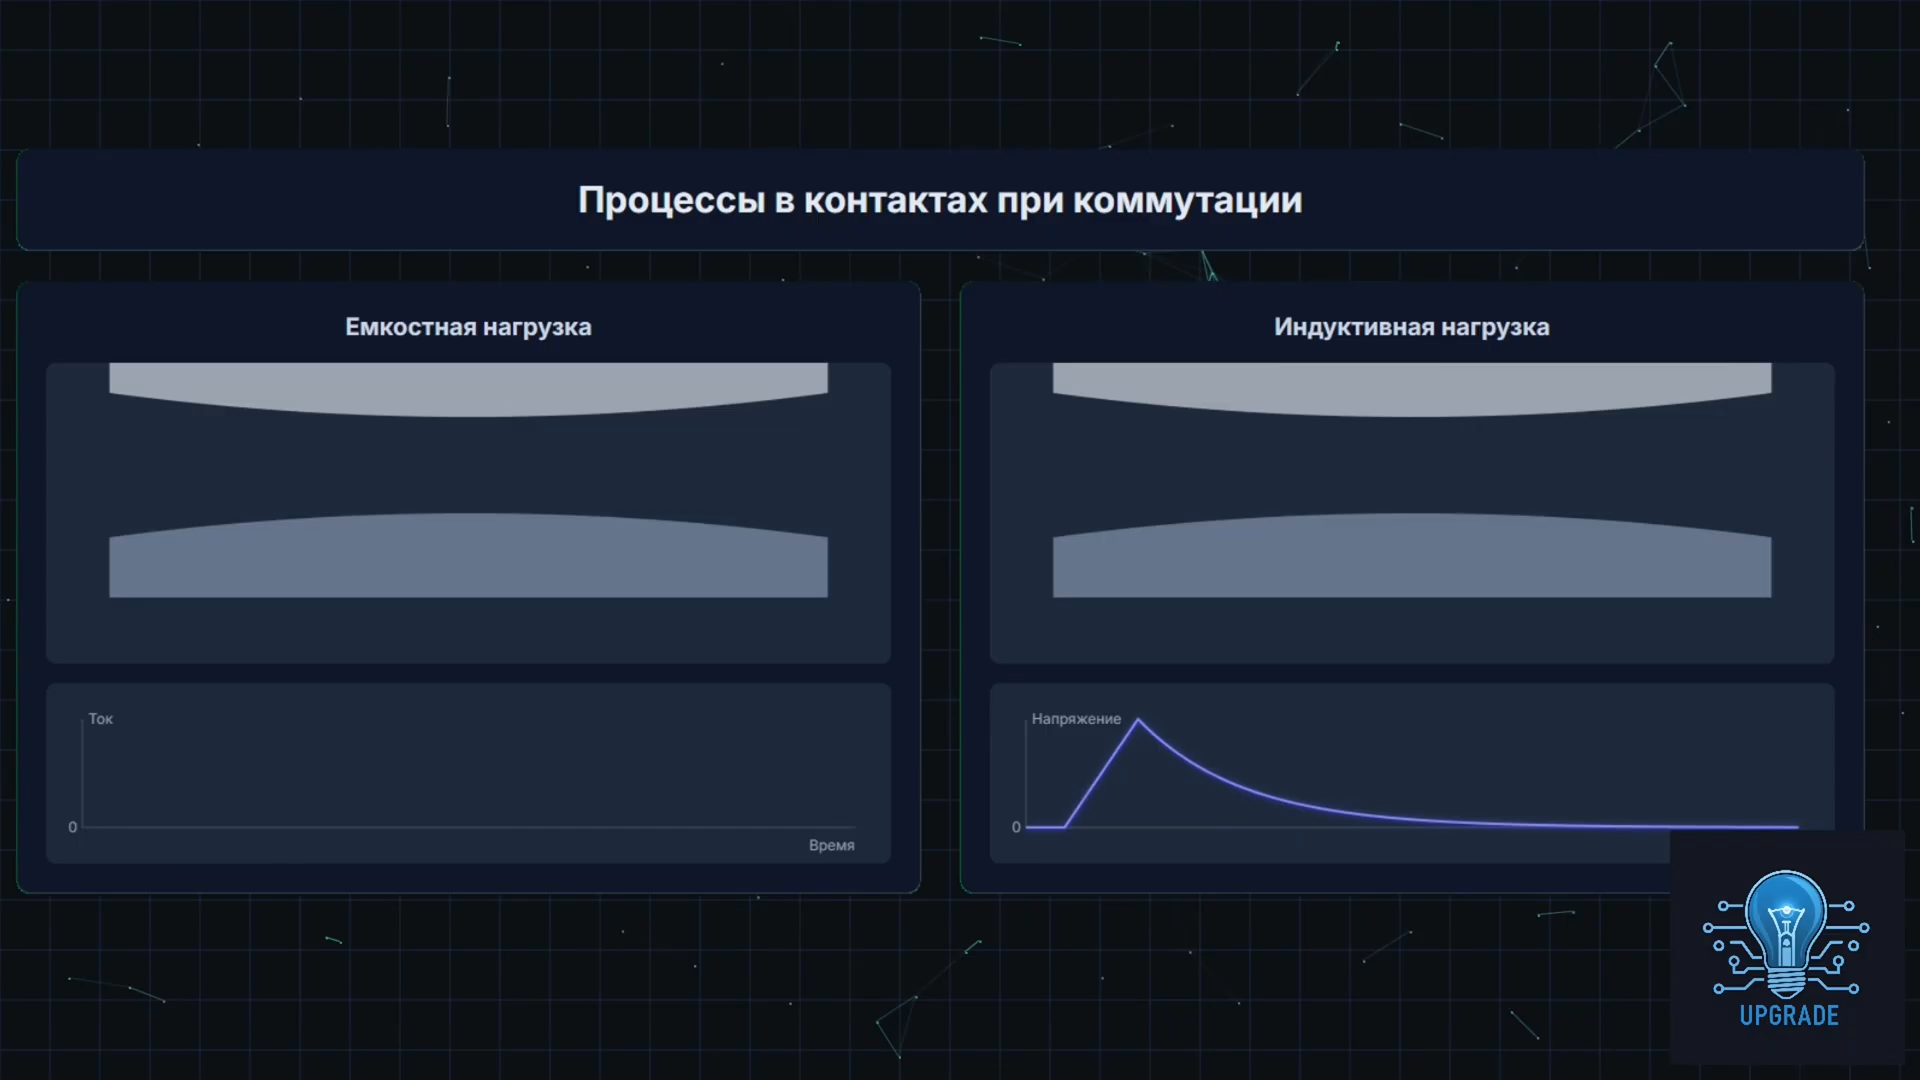 Процессы в контактах при коммутации
Емкостная нагрузка
Индуктивная нагрузка
Ток
0
Время
Напряжение
0
UPGRADE